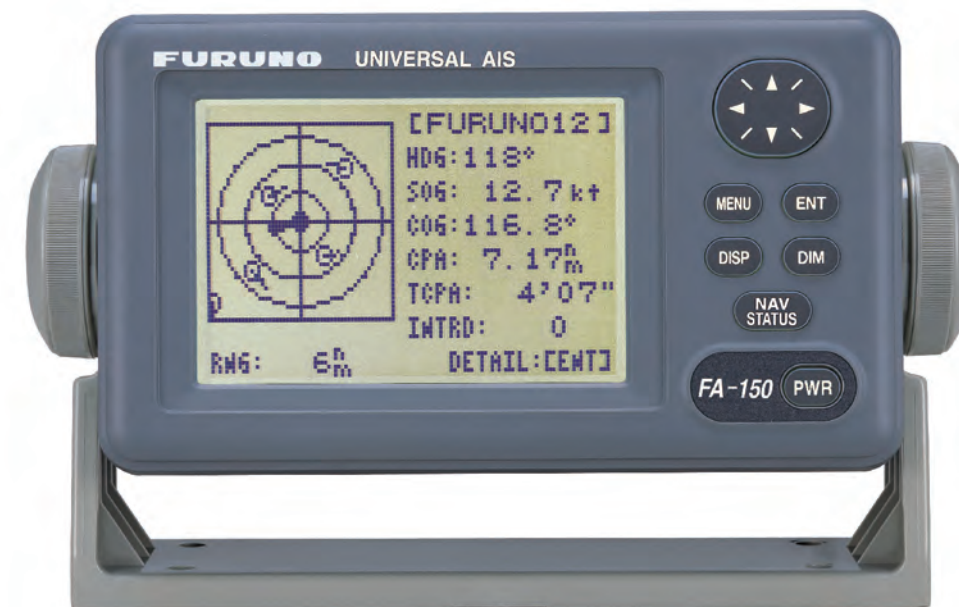 FURUNO UNIVERSAL AIS
[FURUNO12]
HDG:118°
SOG: 12.7kt
COG:116.8°
CPA: 7.17nm
TCPA: 4'07"
INTRD: 0
RNG: 6nm DETAIL:[ENT]
MENU ENT
DISP DIM
NAV
STATUS
FA-150 PWR